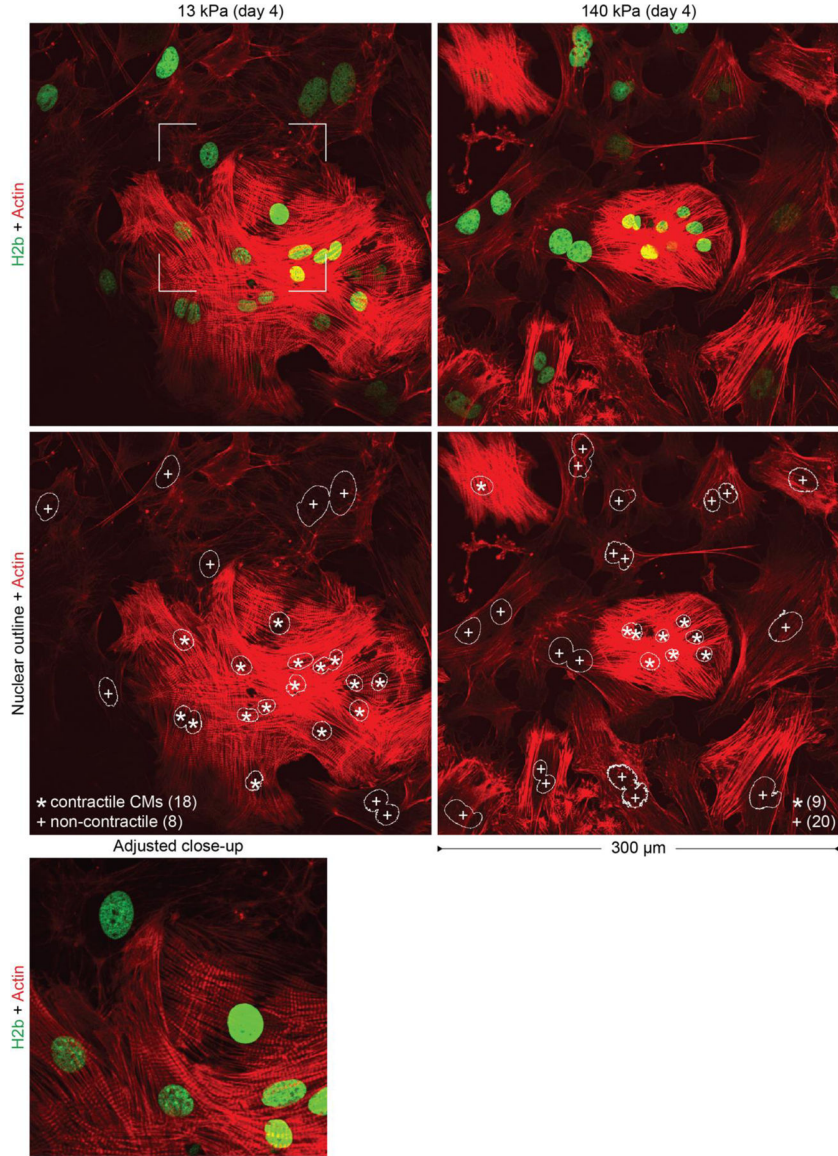 13 kPa (day 4)
140 kPa (day 4)
H2b + Actin
Nuclear outline + Actin
* contractile CMs (18)
+ non-contractile (8)
* (9)
+ (20)
Adjusted close-up
300 µm
H2b + Actin